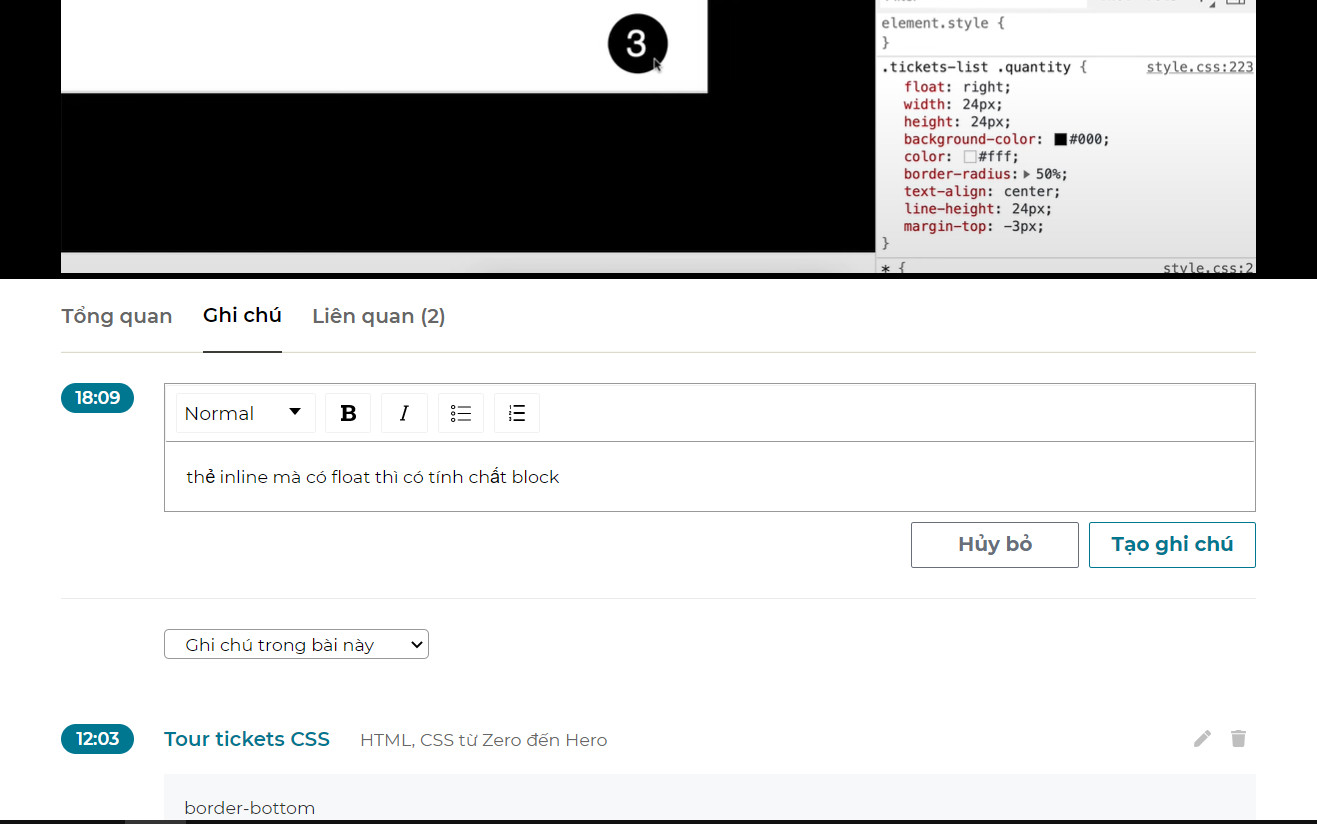 3
element.style {
}
.tickets-list .quantity { style.css:223
float: right;
width: 24px;
height: 24px;
background-color: #000;
color: #fff;
border-radius: 50%;
text-align: center;
line-height: 24px;
margin-top: -3px;
}
* { style.css:2
Tổng quan Ghi chú Liên quan (2)
18:09
Normal B I
thẻ inline mà có float thì có tính chất block
Hủy bỏ Tạo ghi chú
Ghi chú trong bài này
12:03 Tour tickets CSS HTML, CSS từ Zero đến Hero
border-bottom